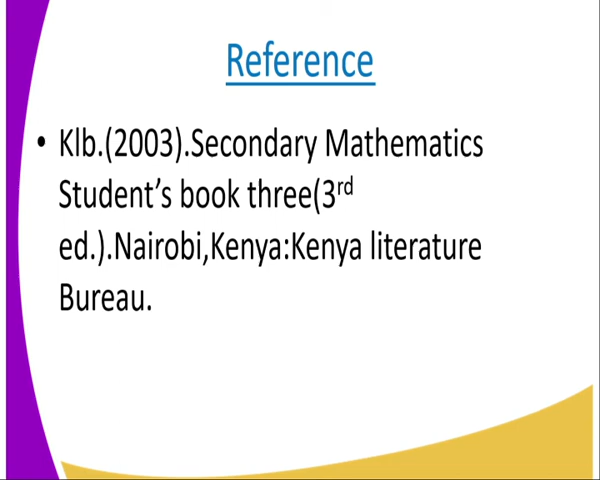 Reference
• Klb.(2003).Secondary Mathematics
Student’s book three(3rd
ed.).Nairobi,Kenya:Kenya literature
Bureau.